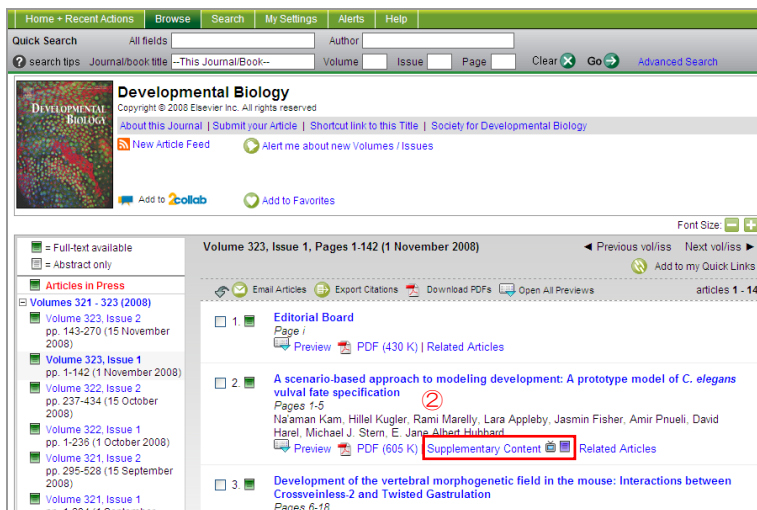 Home + Recent Actions Browse Search My Settings Alerts Help
Quick Search All fields Author
? search tips Journal/book title --This Journal/Book-- Volume Issue Page Clear Go Advanced Search
DEVELOPMENTAL BIOLOGY
Developmental Biology
Copyright © 2008 Elsevier Inc. All rights reserved
About this Journal | Submit your Article | Shortcut link to this Title | Society for Developmental Biology
New Article Feed Alert me about new Volumes / Issues
Add to 2collab Add to Favorites
Font Size:
= Full-text available
= Abstract only
Articles in Press
Volumes 321 - 323 (2008)
Volume 323, Issue 2
pp. 143-270 (15 November
2008)
Volume 323, Issue 1
pp. 1-142 (1 November 2008)
Volume 322, Issue 2
pp. 237-434 (15 October
2008)
Volume 322, Issue 1
pp. 1-236 (1 October 2008)
Volume 321, Issue 2
pp. 295-528 (15 September
2008)
Volume 321, Issue 1
Volume 323, Issue 1, Pages 1-142 (1 November 2008) ◄ Previous vol/iss Next vol/iss ►
Add to my Quick Links
Email Articles Export Citations Download PDFs Open All Previews articles 1 - 14
1. Editorial Board
Page i
Preview PDF (430 K) | Related Articles
2. A scenario-based approach to modeling development: A prototype model of C. elegans
vulval fate specification
②
Pages 1-5
Na'aman Kam, Hillel Kugler, Rami Marelly, Lara Appleby, Jasmin Fisher, Amir Pnueli, David
Harel, Michael J. Stern, E. Jane Albert Hubbard
Preview PDF (605 K) | Supplementary Content Related Articles
3. Development of the vertebral morphogenetic field in the mouse: Interactions between
Crossveinless-2 and Twisted Gastrulation
Pages 6-18